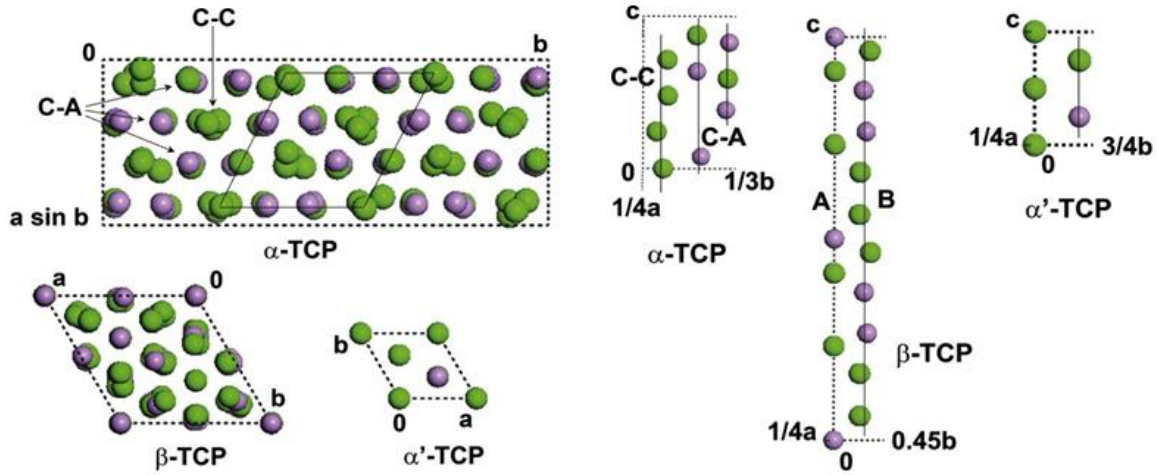 C-C
0
b
C-A
a sin b
α-TCP
a
0
b
β-TCP
b
0
a
α'-TCP
c
C-C
C-A
0
1/3b
1/4a
α-TCP
A
B
β-TCP
1/4a
0.45b
0
c
1/4a
3/4b
0
α'-TCP